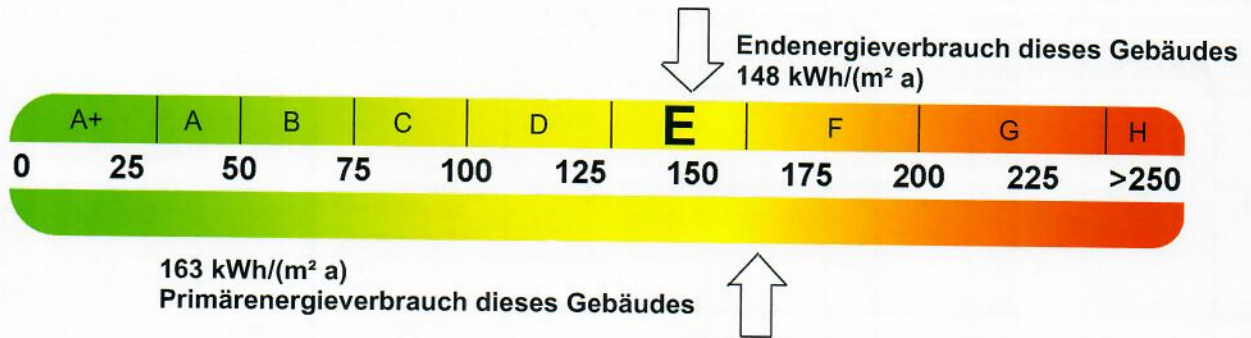 Endenergieverbrauch dieses Gebäudes
148 kWh/(m² a)
A+ A B C D E F G H
0 25 50 75 100 125 150 175 200 225 >250
163 kWh/(m² a)
Primärenergieverbrauch dieses Gebäudes